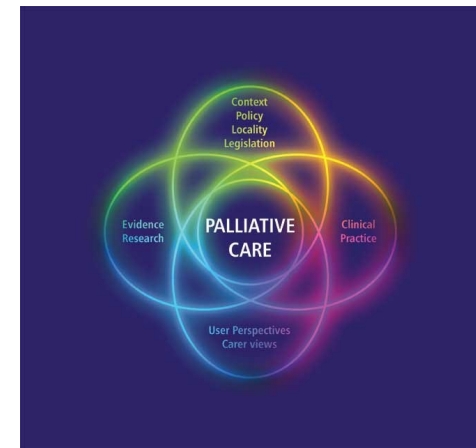 Context
Policy
Locality
Legislation
Evidence
Research
PALLIATIVE
CARE
Clinical
Practice
User Perspectives
Carer views